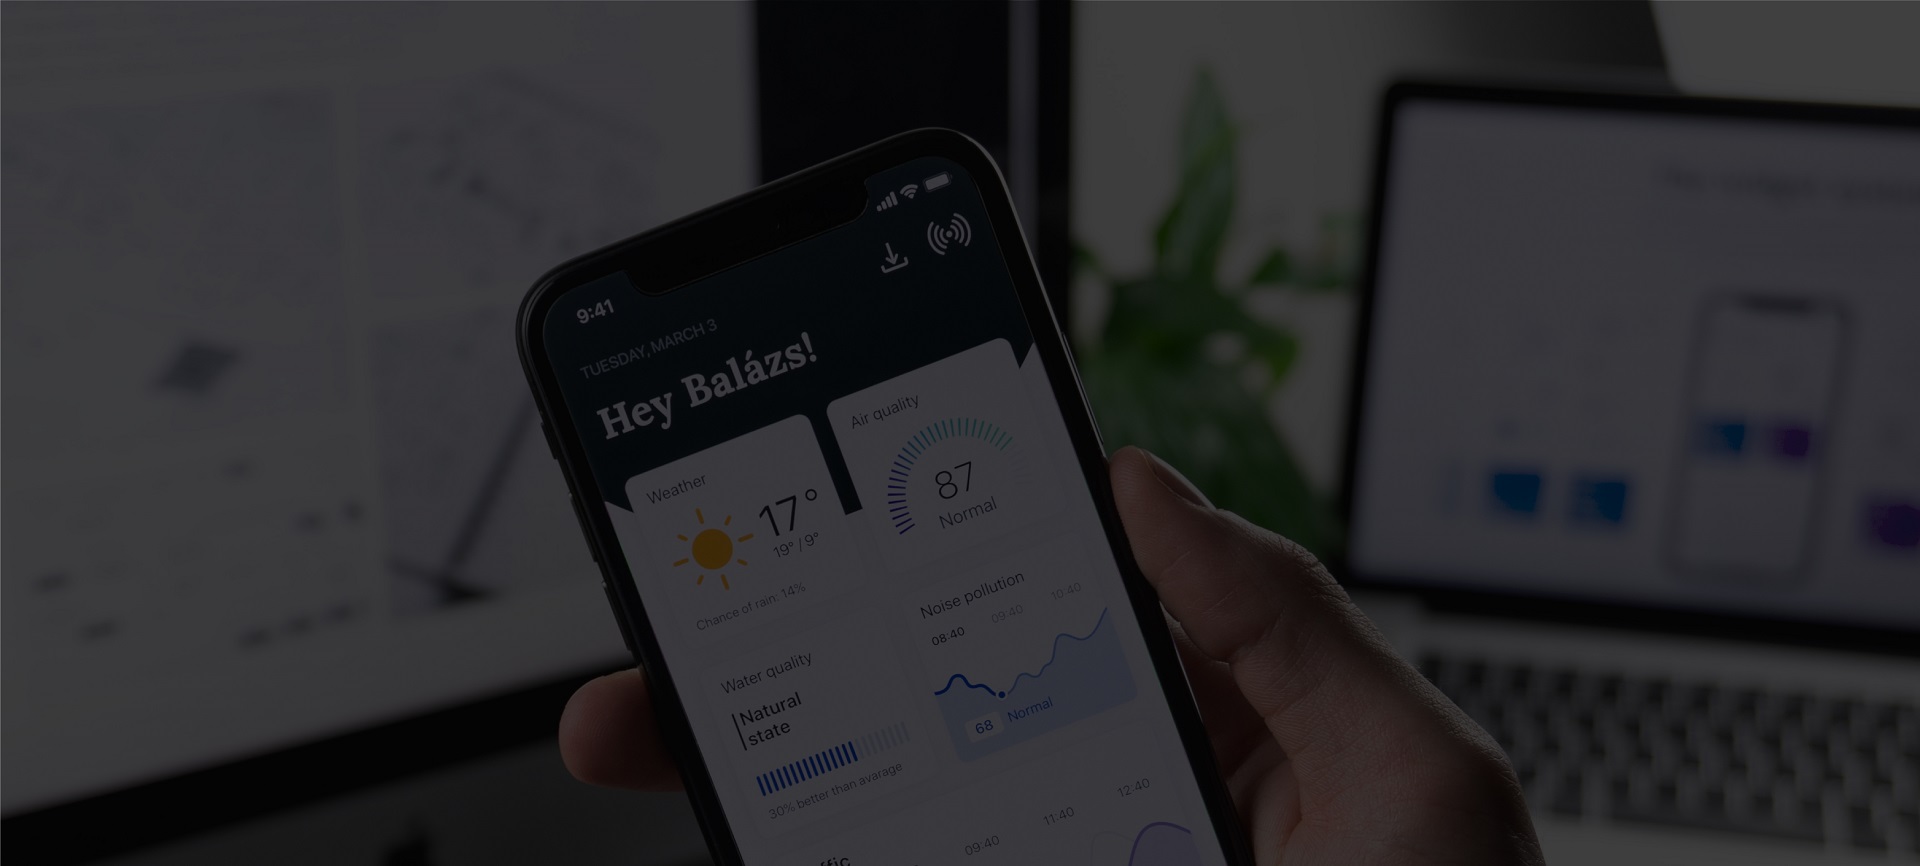 9:41
TUESDAY, MARCH 3
Hey Balázs!
Weather
17°
19° / 9°
Chance of rain: 14%
Air quality
87
Normal
Water quality
Natural
state
30% better than avarage
Noise pollution
08:40 09:40 10:40
68 Normal
09:40 11:40 12:40